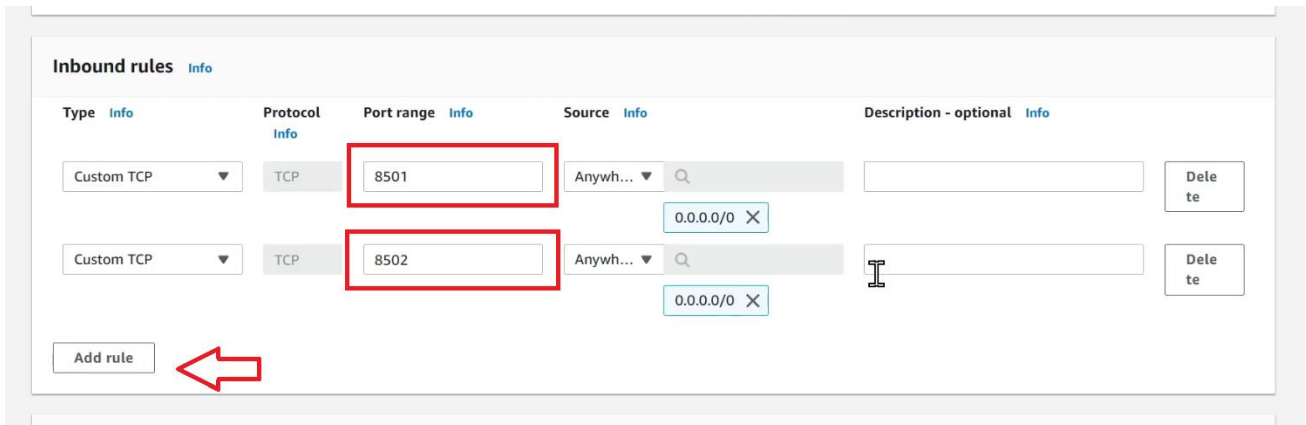 Inbound rules Info
Type Info Protocol Info Port range Info Source Info Description - optional Info
Custom TCP TCP 8501 Anywh... Dele
te
0.0.0.0/0
Custom TCP TCP 8502 Anywh... Dele
te
0.0.0.0/0
Add rule